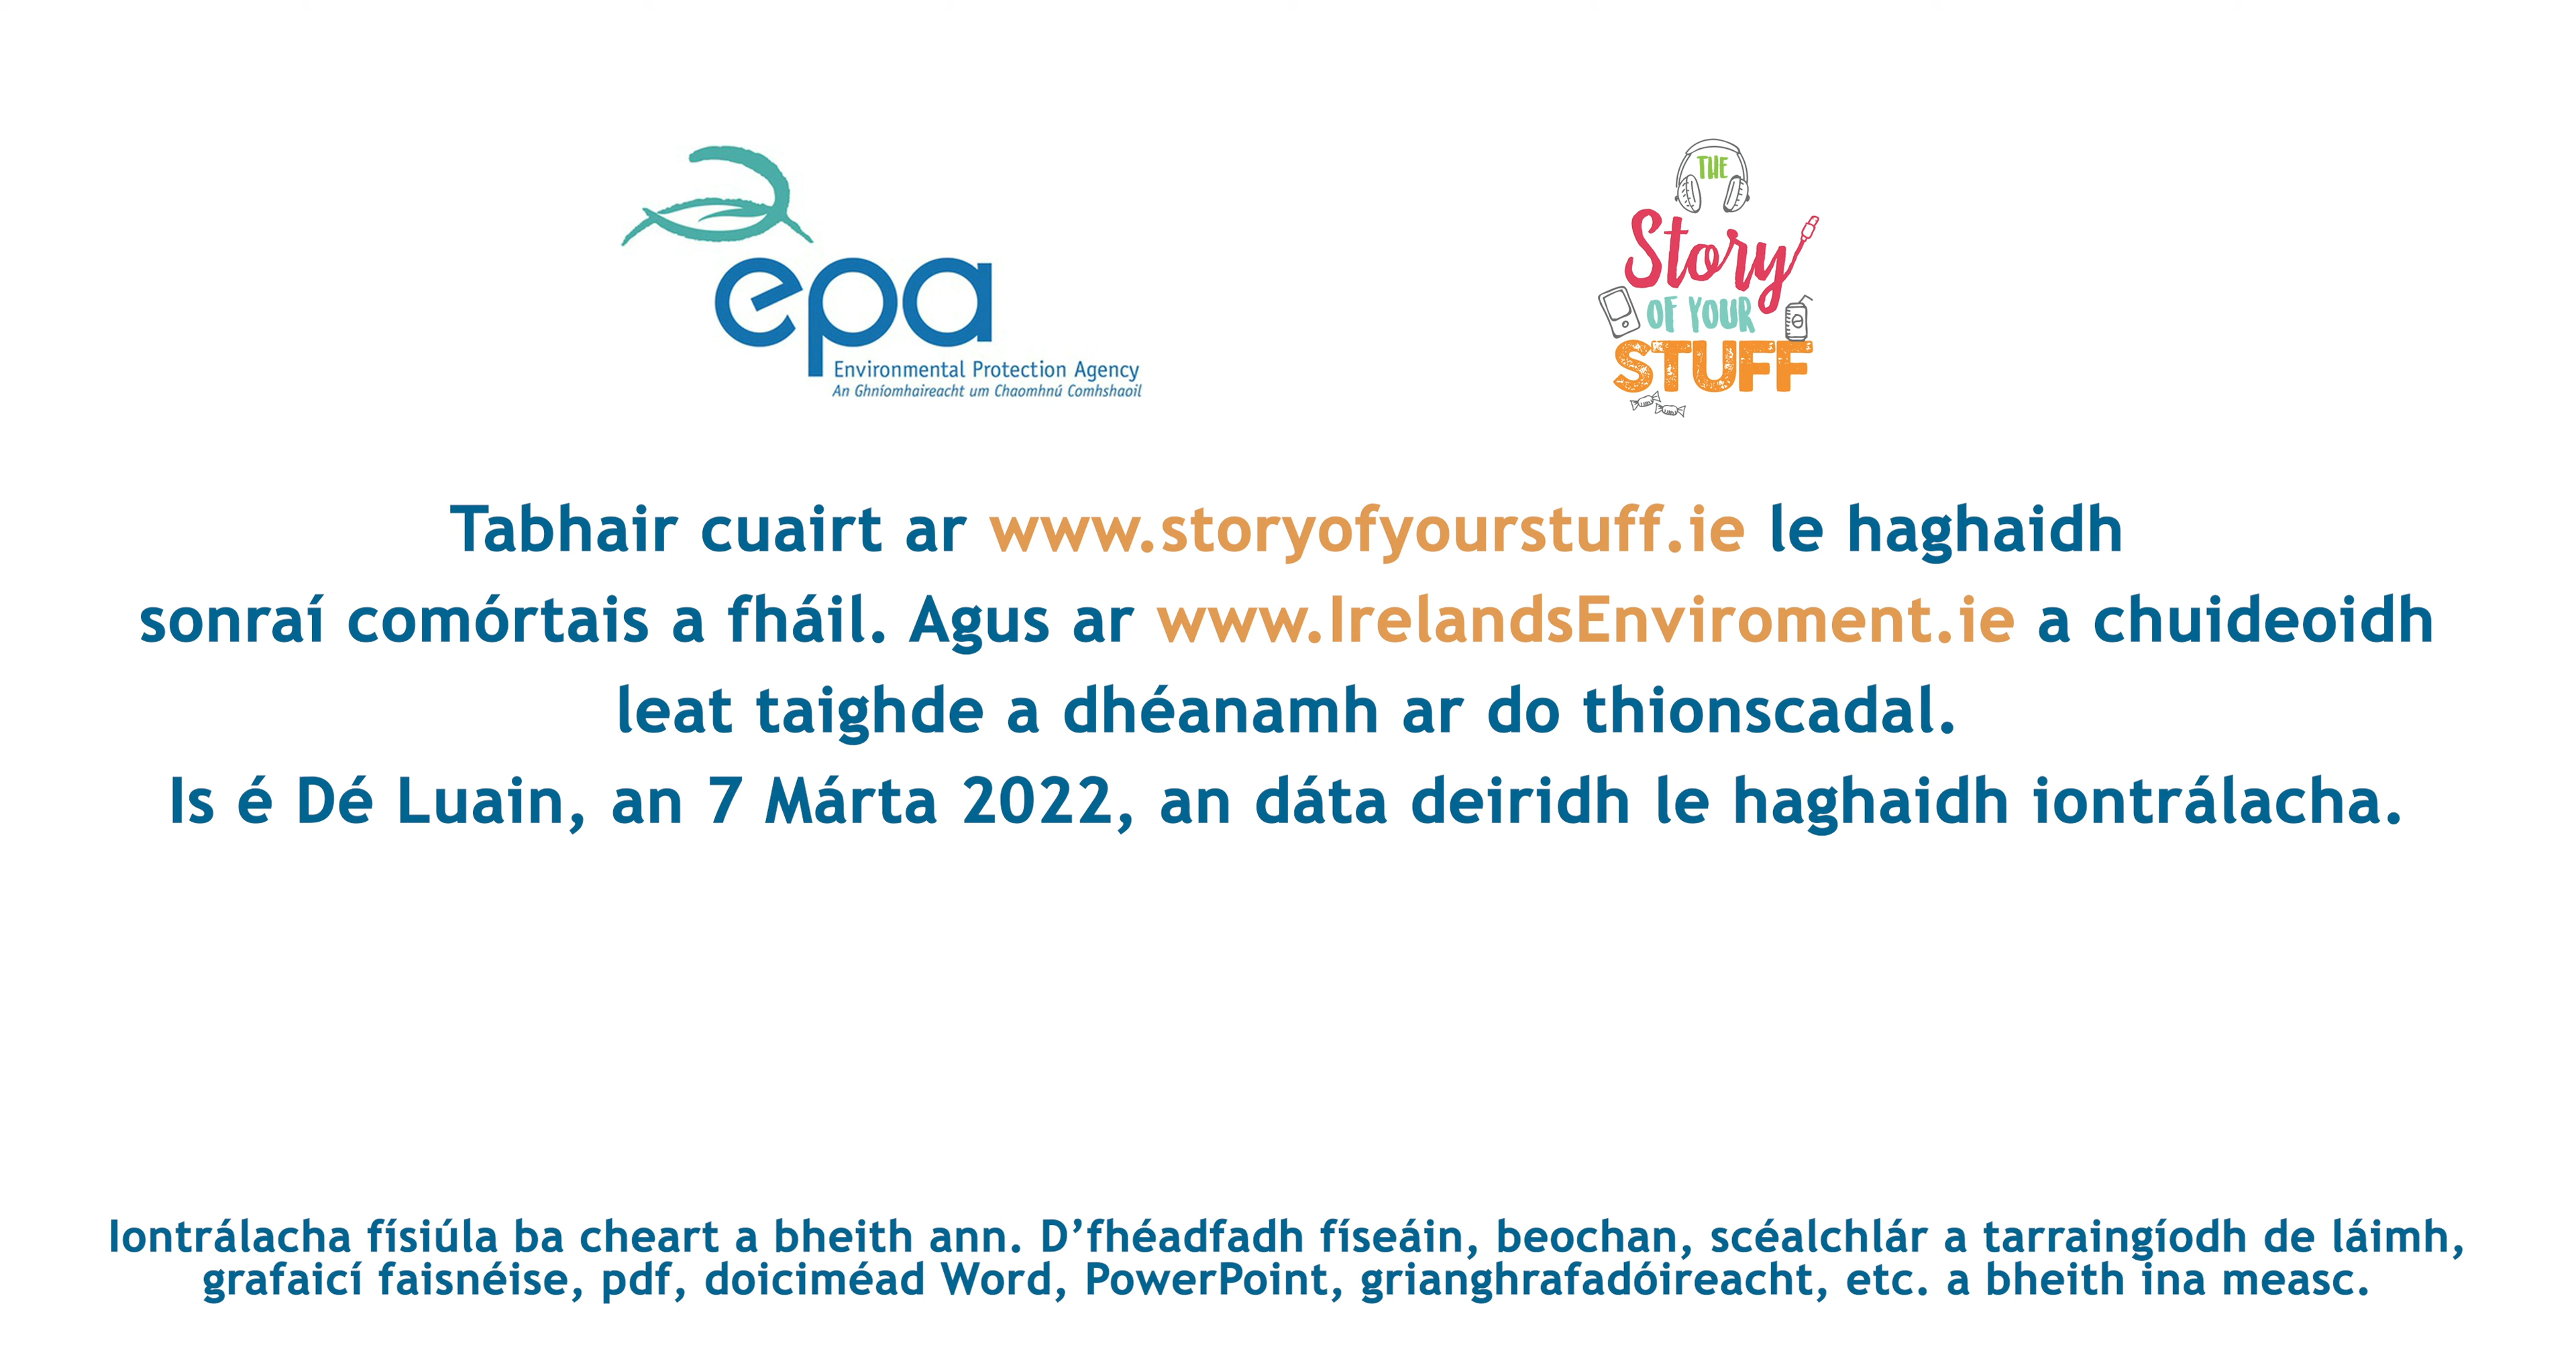 epa
Environmental Protection Agency
An Ghníomhaireacht um Chaomhnú Comhshaoil
THE
Story
OF YOUR
STUFF
Tabhair cuairt ar www.storyofyourstuff.ie le haghaidh
sonraí comórtais a fháil. Agus ar www.IrelandsEnviroment.ie a chuideoidh
leat taighde a dhéanamh ar do thionscadal.
Is é Dé Luain, an 7 Márta 2022, an dáta deiridh le haghaidh iontrálacha.
Iontrálacha físiúla ba cheart a bheith ann. D’fhéadfadh físeáin, beochan, scéalchlár a tarraingíodh de láimh,
grafaicí faisnéise, pdf, doiciméad Word, PowerPoint, grianghrafadóireacht, etc. a bheith ina measc.